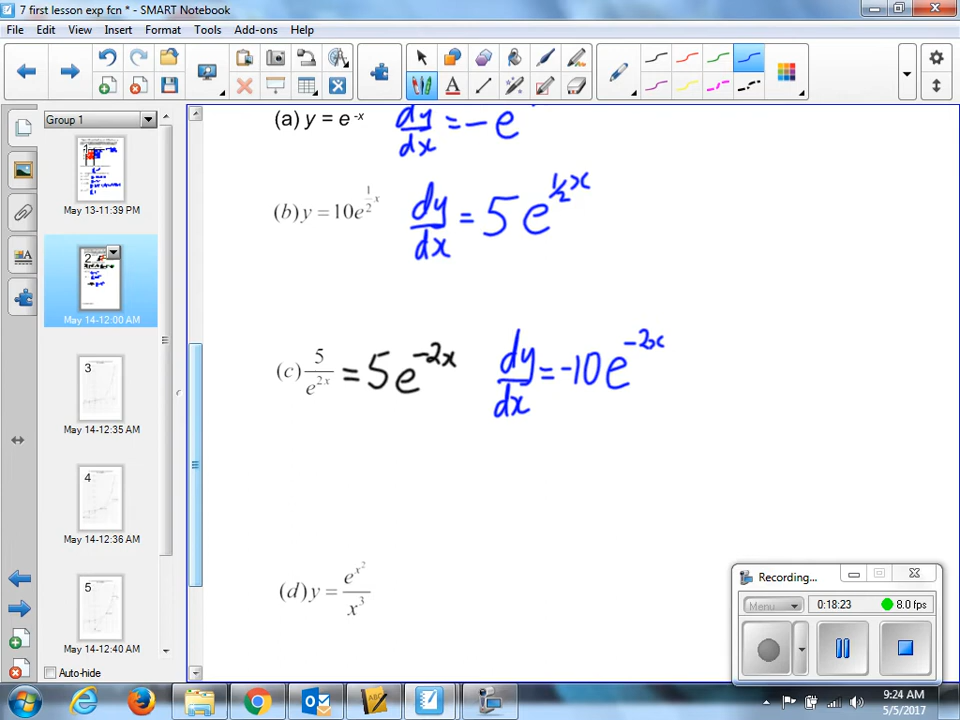 7 first lesson exp fcn * - SMART Notebook
File Edit View Insert Format Tools Add-ons Help
Group 1
1
May 13-11:39 PM
2
May 14-12:00 AM
3
May 14-12:35 AM
4
May 14-12:36 AM
5
May 14-12:40 AM
Auto-hide
(a) y = e^-x dy/dx = -e
(b) y = 10e^(1/2 x) dy/dx = 5e^(1/2 x)
(c) 5/e^2x = 5e^-2x dy/dx = -10e^-2x
(d) y = e^x^2/x^3
Recording...
Menu
0:18:23
8.0 fps
9:24 AM
5/5/2017